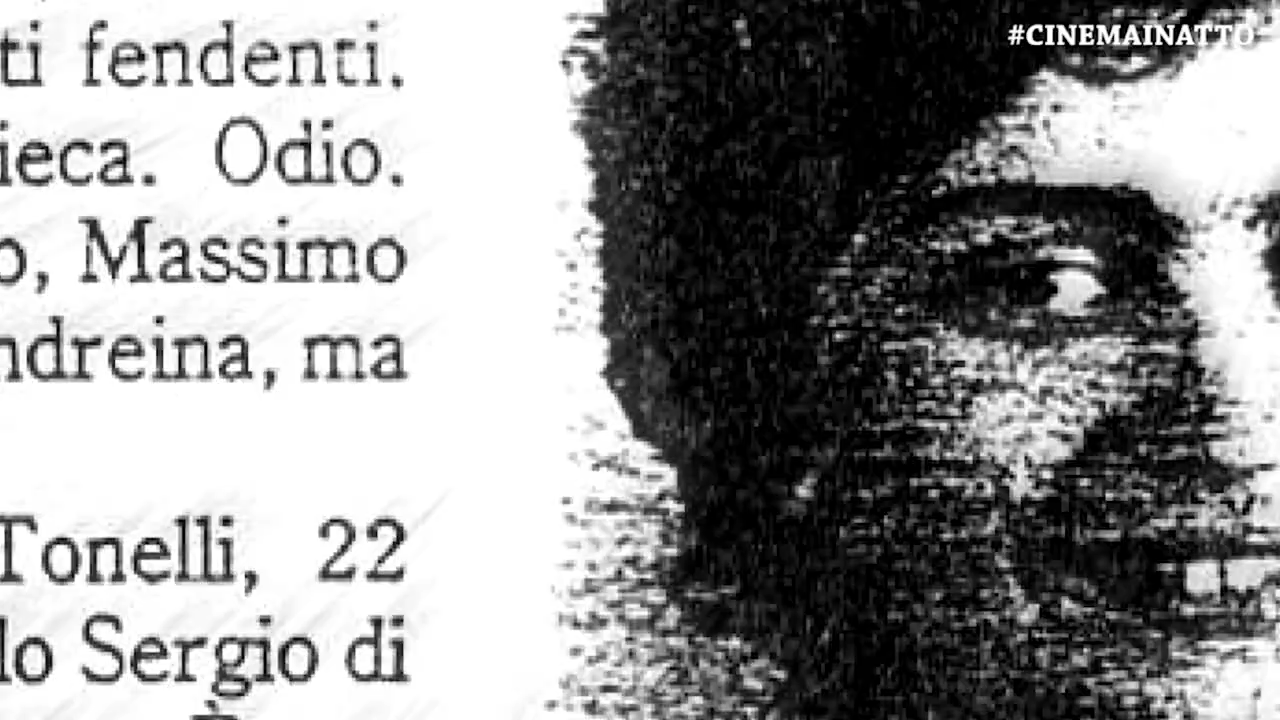 #CINEMAINATTO
ti fendenti.
ieca. Odio.
o, Massimo
ndreina, ma
Tonelli, 22
lo Sergio di